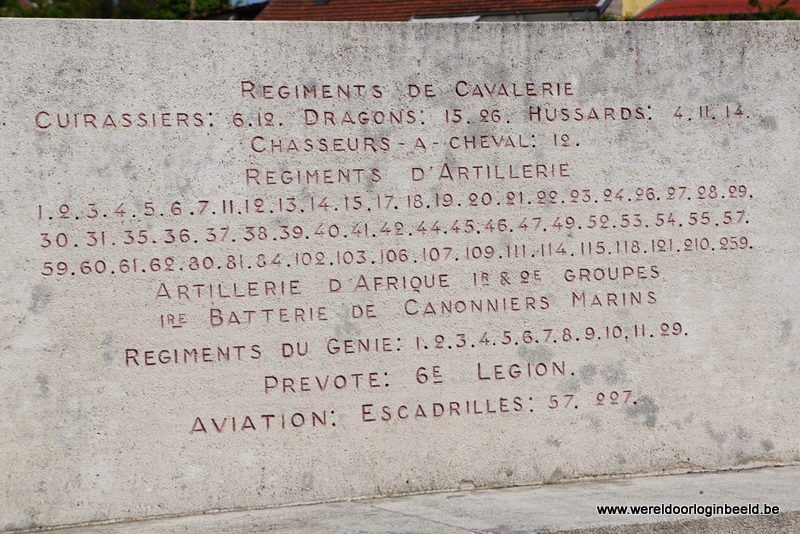 REGIMENTS DE CAVALERIE
CUIRASSIERS: 6.12. DRAGONS: 15.26. HUSSARDS: 4.11.14.
CHASSEURS-A-CHEVAL: 12.
REGIMENTS D'ARTILLERIE
1.2.3.4.5.6.7.11.12.13.14.15.17.18.19.20.21.22.23.24.26.27.28.29.
30.31.35.36.37.38.39.40.41.42.44.45.46.47.49.52.53.54.55.57.
59.60.61.62.80.81.84.102.103.106.107.109.111.114.115.118.121.210.259.
ARTILLERIE D'AFRIQUE 1R & 2E GROUPES
1RE BATTERIE DE CANONNIERS MARINS
REGIMENTS DU GENIE: 1.2.3.4.5.6.7.8.9.10.11.29.
PREVOTE: 6E LEGION.
AVIATION: ESCADRILLES: 57. 227.
www.wereldoorloginbeeld.be